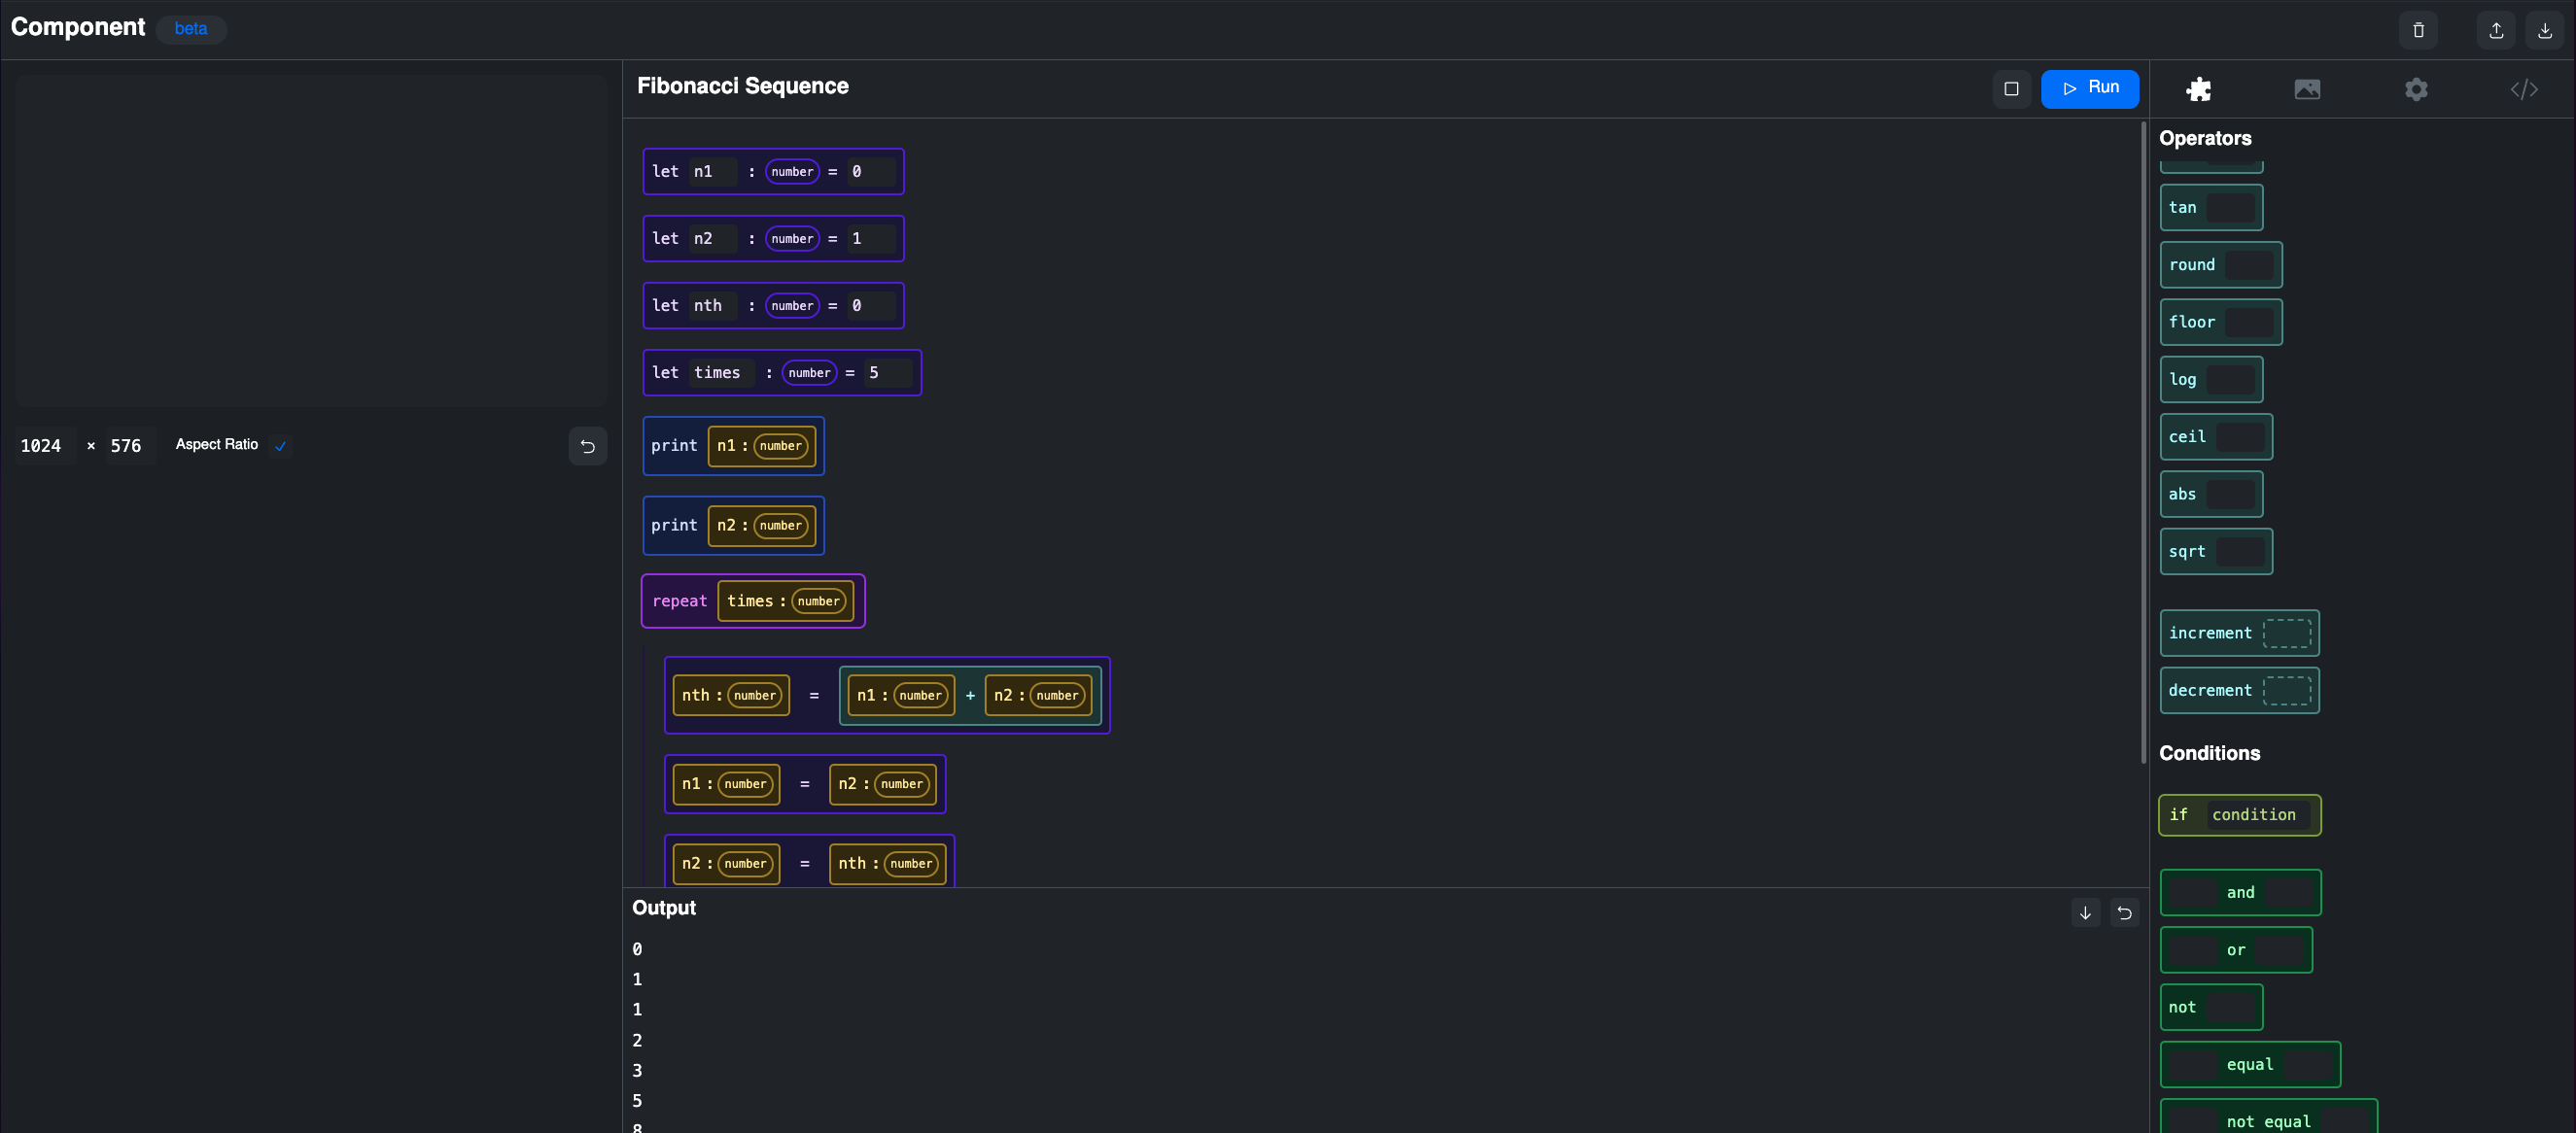 Component beta
1024 × 576 Aspect Ratio
Fibonacci Sequence
Run
let n1 : number = 0
let n2 : number = 1
let nth : number = 0
let times : number = 5
print n1 : number
print n2 : number
repeat times : number
nth : number = n1 : number + n2 : number
n1 : number = n2 : number
n2 : number = nth : number
Output
0
1
1
2
3
5
8
Operators
tan
round
floor
log
ceil
abs
sqrt
increment
decrement
Conditions
if condition
and
or
not
equal
not equal